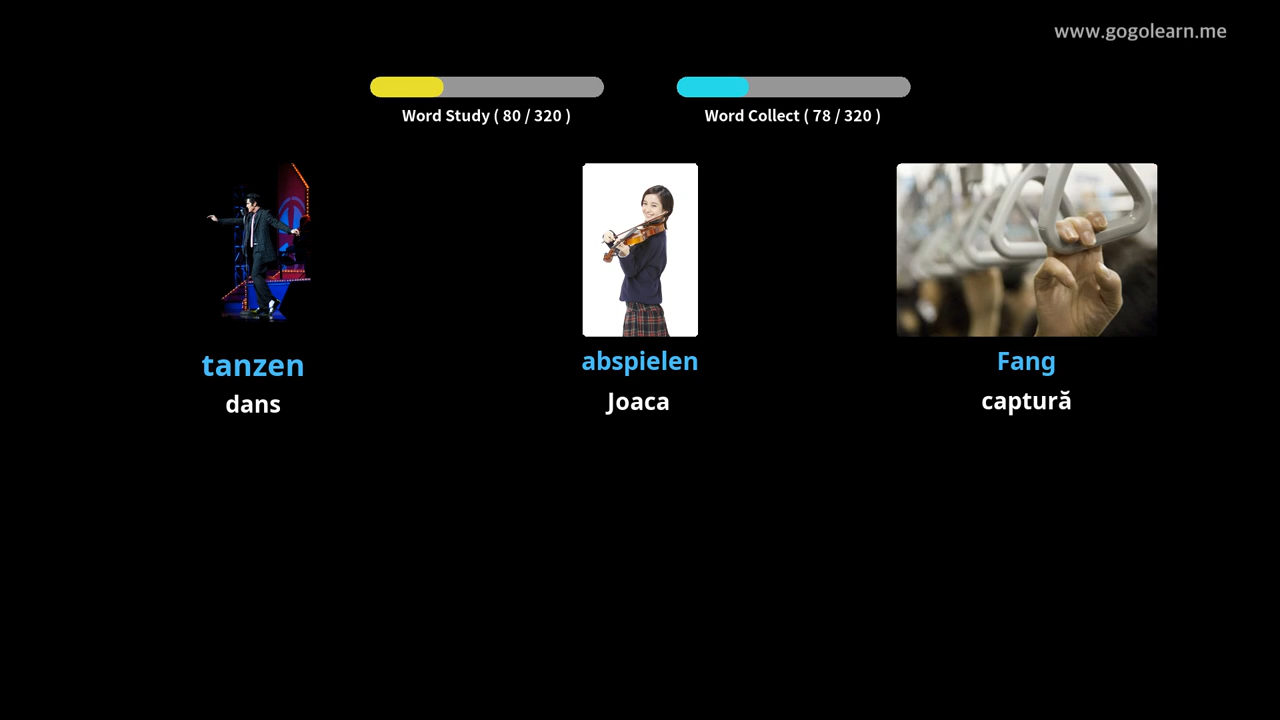 www.gogolearn.me
Word Study ( 80 / 320 )
Word Collect ( 78 / 320 )
tanzen
dans
abspielen
Joaca
Fang
captură